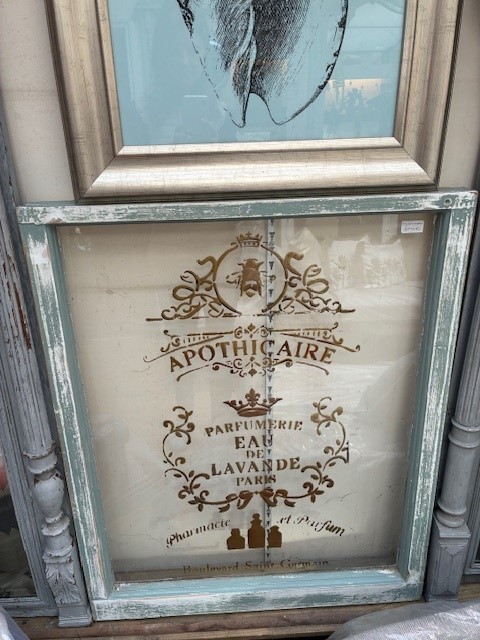 APOTHICAIRE
PARFUMERIE
EAU
DE
LAVANDE
PARIS
Pharmacie et Parfum
Boulevard Saint Germain